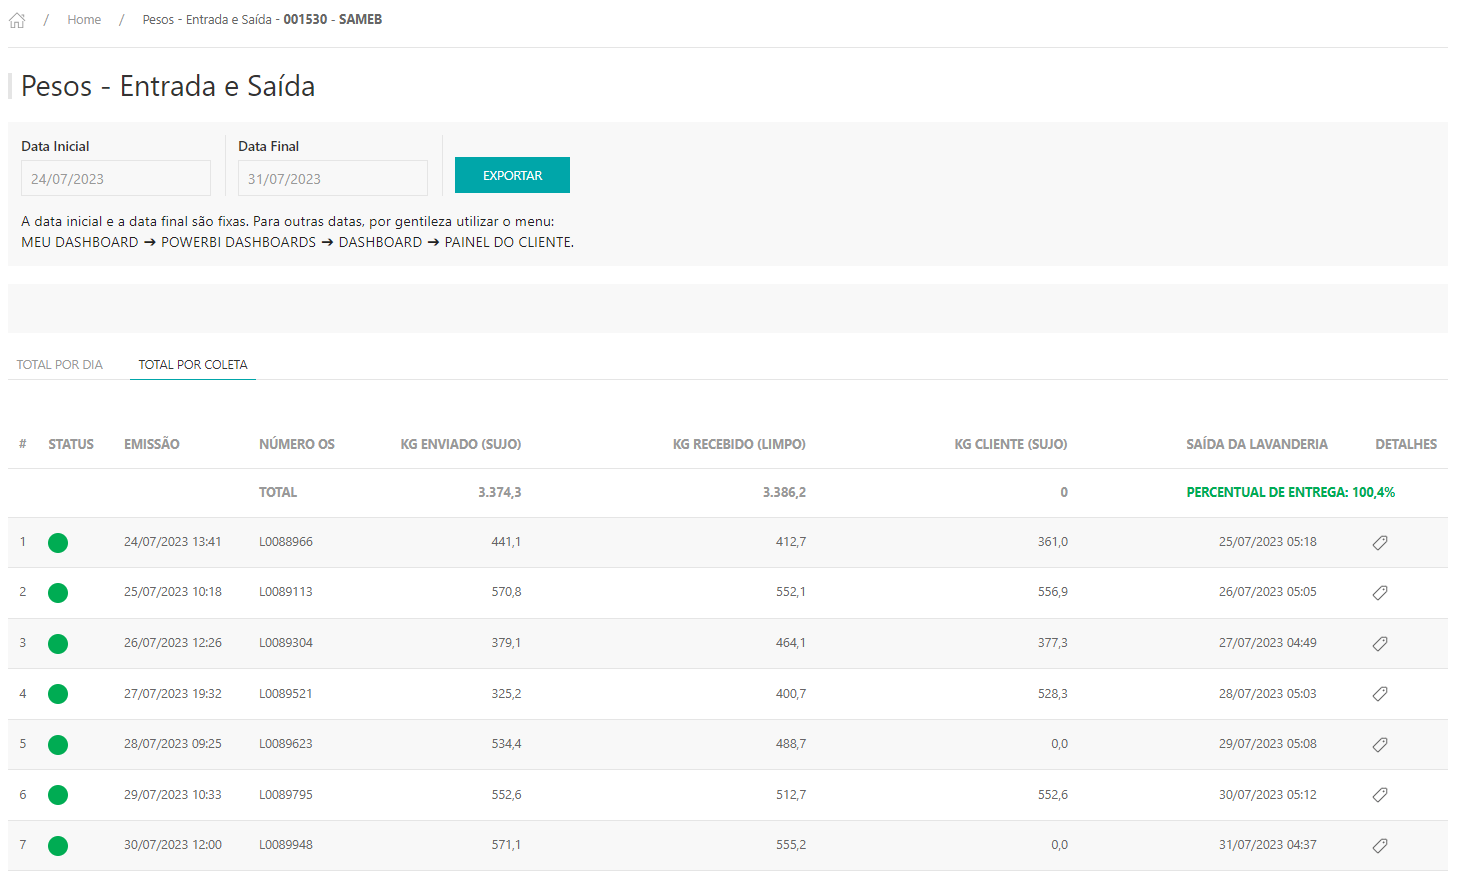 / Home / Pesos - Entrada e Saída - 001530 - SAMEB
Pesos - Entrada e Saída
Data Inicial Data Final
24/07/2023 31/07/2023 EXPORTAR
A data inicial e a data final são fixas. Para outras datas, por gentileza utilizar o menu:
MEU DASHBOARD ➔ POWERBI DASHBOARDS ➔ DASHBOARD ➔ PAINEL DO CLIENTE.
TOTAL POR DIA TOTAL POR COLETA
# STATUS EMISSÃO NÚMERO OS KG ENVIADO (SUJO) KG RECEBIDO (LIMPO) KG CLIENTE (SUJO) SAÍDA DA LAVANDERIA DETALHES
TOTAL 3.374,3 3.386,2 0 PERCENTUAL DE ENTREGA: 100,4%
1 24/07/2023 13:41 L0088966 441,1 412,7 361,0 25/07/2023 05:18
2 25/07/2023 10:18 L0089113 570,8 552,1 556,9 26/07/2023 05:05
3 26/07/2023 12:26 L0089304 379,1 464,1 377,3 27/07/2023 04:49
4 27/07/2023 19:32 L0089521 325,2 400,7 528,3 28/07/2023 05:03
5 28/07/2023 09:25 L0089623 534,4 488,7 0,0 29/07/2023 05:08
6 29/07/2023 10:33 L0089795 552,6 512,7 552,6 30/07/2023 05:12
7 30/07/2023 12:00 L0089948 571,1 555,2 0,0 31/07/2023 04:37